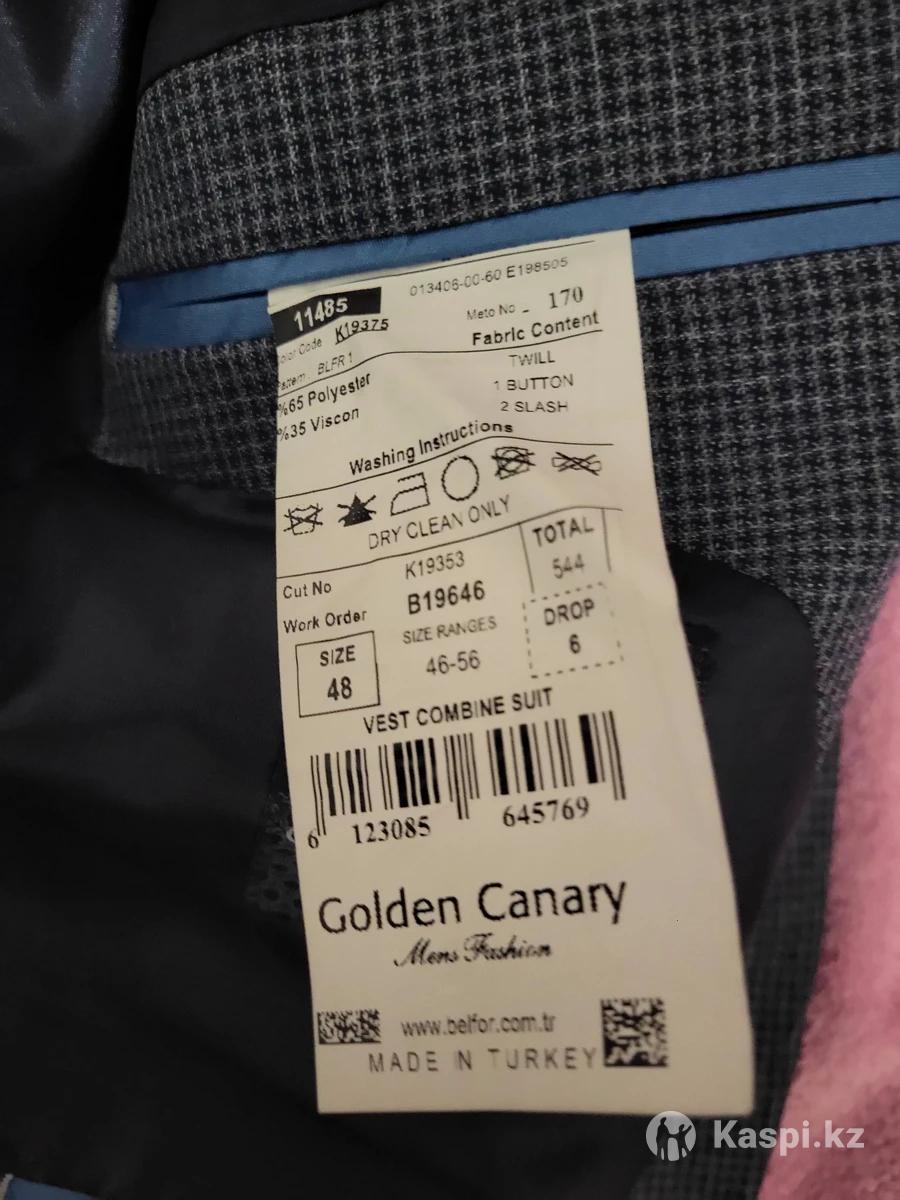 11485
013406-00-60 E198505
Color Code K19375
Meto No - 170
Pattern: BLFR1
Fabric Content
%65 Polyester
TWILL
%35 Viscon
1 BUTTON
2 SLASH
Washing Instructions
DRY CLEAN ONLY
Cut No K19353
TOTAL
544
Work Order B19646
SIZE
48
SIZE RANGES
46-56
DROP
6
VEST COMBINE SUIT
6 123085 645769
Golden Canary
Mens Fashion
www.belfor.com.tr
MADE IN TURKEY
Kaspi.kz